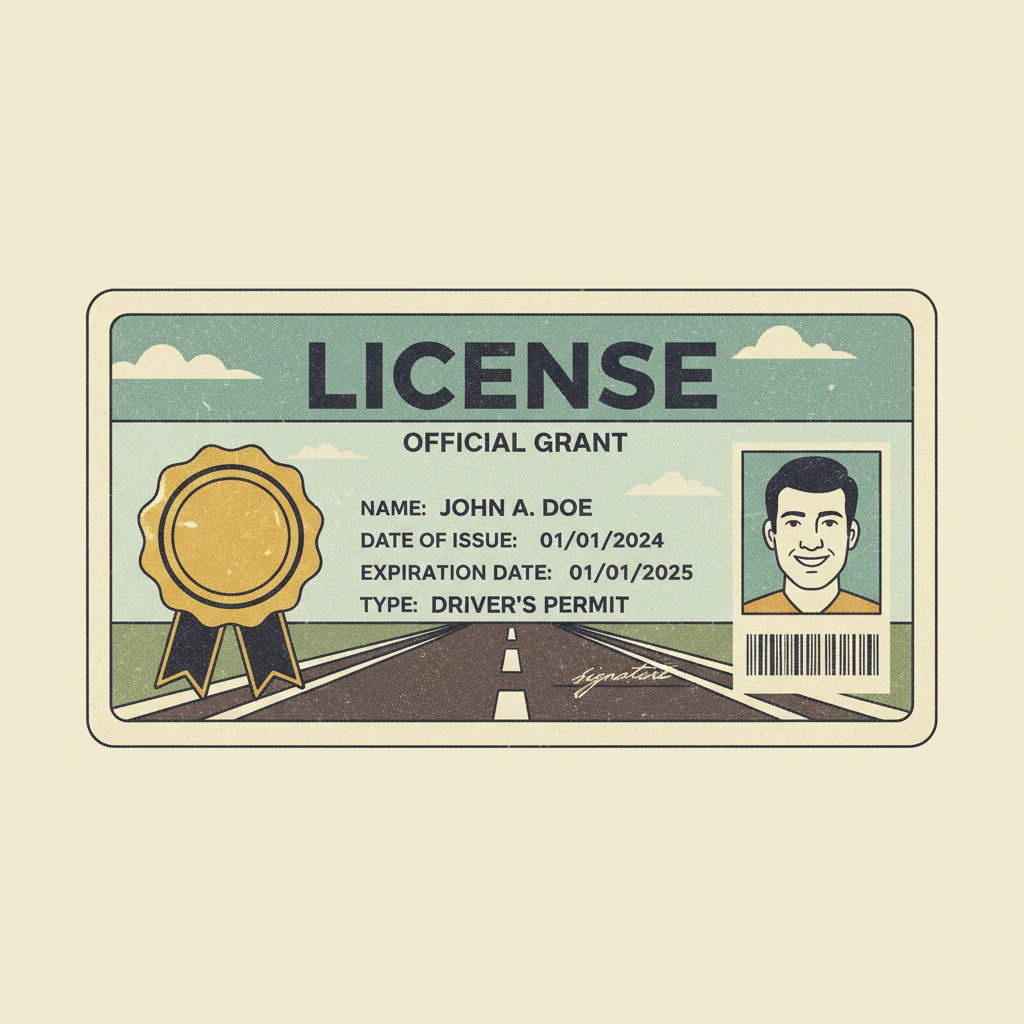 LICENSE
OFFICIAL GRANT
NAME: JOHN A. DOE
DATE OF ISSUE: 01/01/2024
EXPIRATION DATE: 01/01/2025
TYPE: DRIVER'S PERMIT
signature